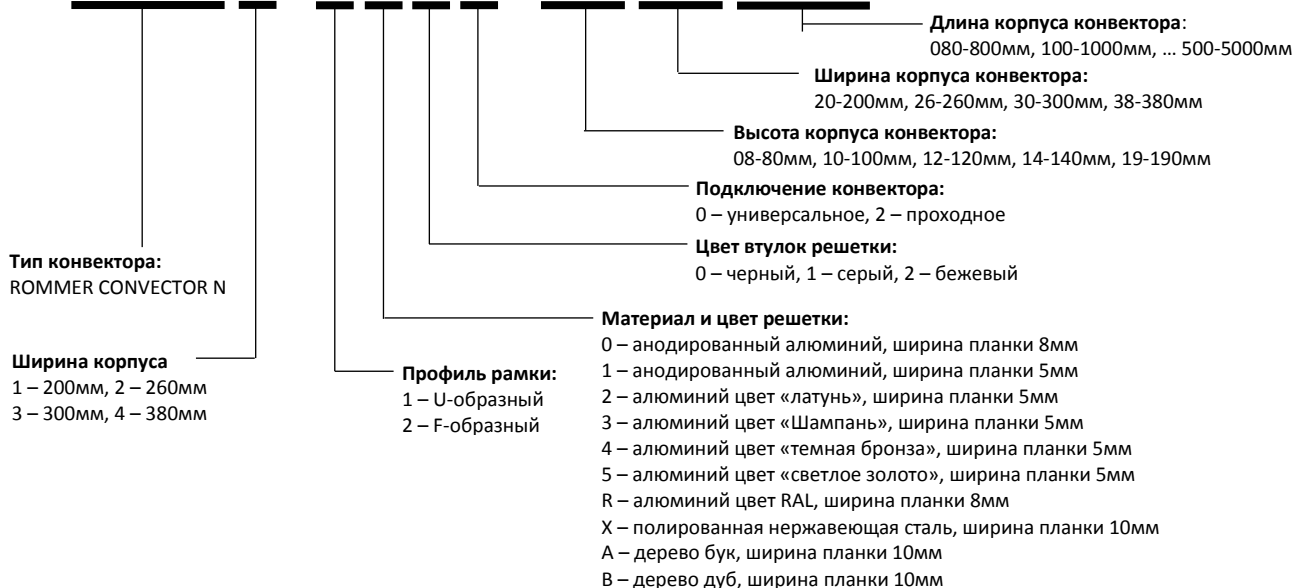 Длина корпуса конвектора:
080-800мм, 100-1000мм, ... 500-5000мм
Ширина корпуса конвектора:
20-200мм, 26-260мм, 30-300мм, 38-380мм
Высота корпуса конвектора:
08-80мм, 10-100мм, 12-120мм, 14-140мм, 19-190мм
Подключение конвектора:
0 – универсальное, 2 – проходное
Цвет втулок решетки:
0 – черный, 1 – серый, 2 – бежевый
Тип конвектора:
ROMMER CONVECTOR N
Ширина корпуса
1 – 200мм, 2 – 260мм
3 – 300мм, 4 – 380мм
Профиль рамки:
1 – U-образный
2 – F-образный
Материал и цвет решетки:
0 – анодированный алюминий, ширина планки 8мм
1 – анодированный алюминий, ширина планки 5мм
2 – алюминий цвет «латунь», ширина планки 5мм
3 – алюминий цвет «Шампань», ширина планки 5мм
4 – алюминий цвет «темная бронза», ширина планки 5мм
5 – алюминий цвет «светлое золото», ширина планки 5мм
R – алюминий цвет RAL, ширина планки 8мм
X – полированная нержавеющая сталь, ширина планки 10мм
A – дерево бук, ширина планки 10мм
B – дерево дуб, ширина планки 10мм